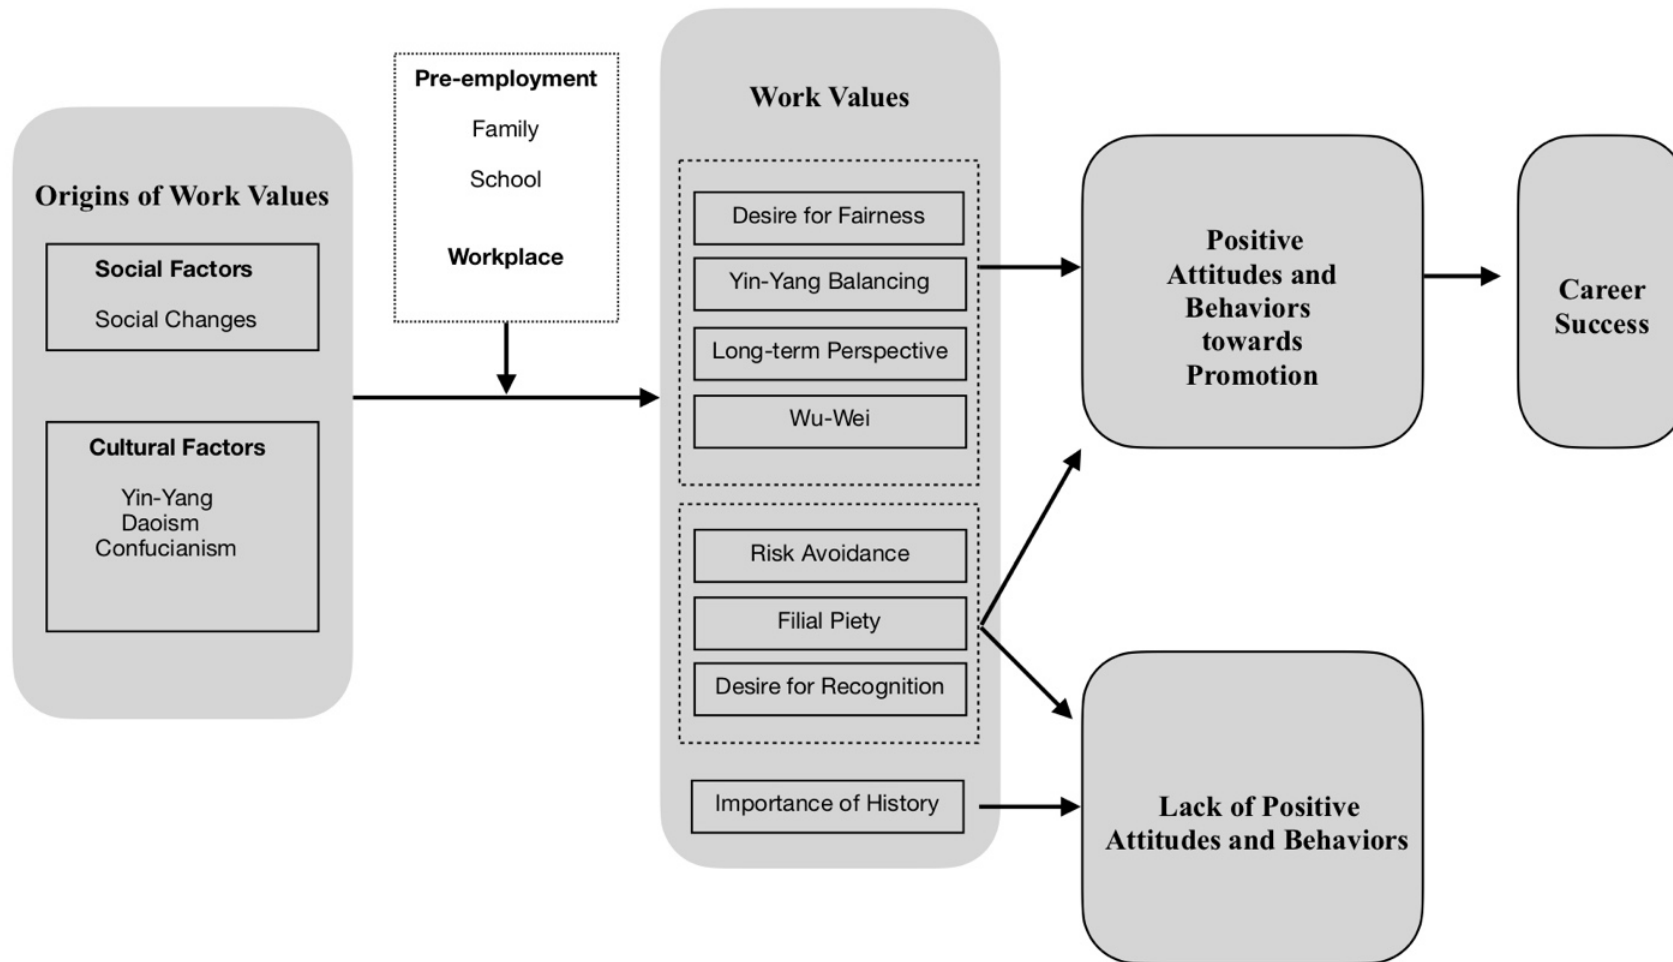 Origins of Work Values
Social Factors
Social Changes
Cultural Factors
Yin-Yang
Daoism
Confucianism
Pre-employment
Family
School
Workplace
Work Values
Desire for Fairness
Yin-Yang Balancing
Long-term Perspective
Wu-Wei
Risk Avoidance
Filial Piety
Desire for Recognition
Importance of History
Positive
Attitudes and
Behaviors
towards
Promotion
Lack of Positive
Attitudes and Behaviors
Career
Success